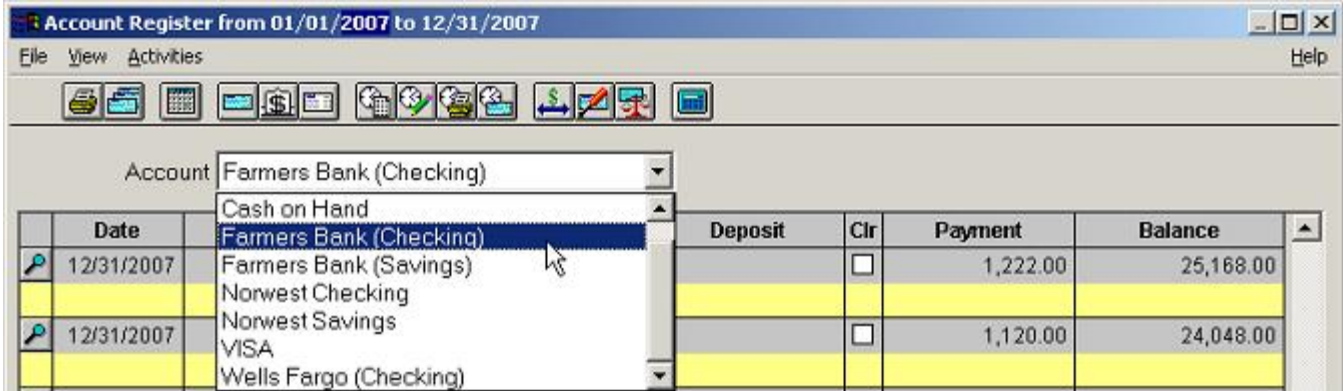 Account Register from 01/01/2007 to 12/31/2007
File View Activities Help
Account Farmers Bank (Checking)
Cash on Hand
Farmers Bank (Checking)
Farmers Bank (Savings)
Norwest Checking
Norwest Savings
VISA
Wells Fargo (Checking)
Date Deposit Clr Payment Balance
12/31/2007 1,222.00 25,168.00
12/31/2007 1,120.00 24,048.00